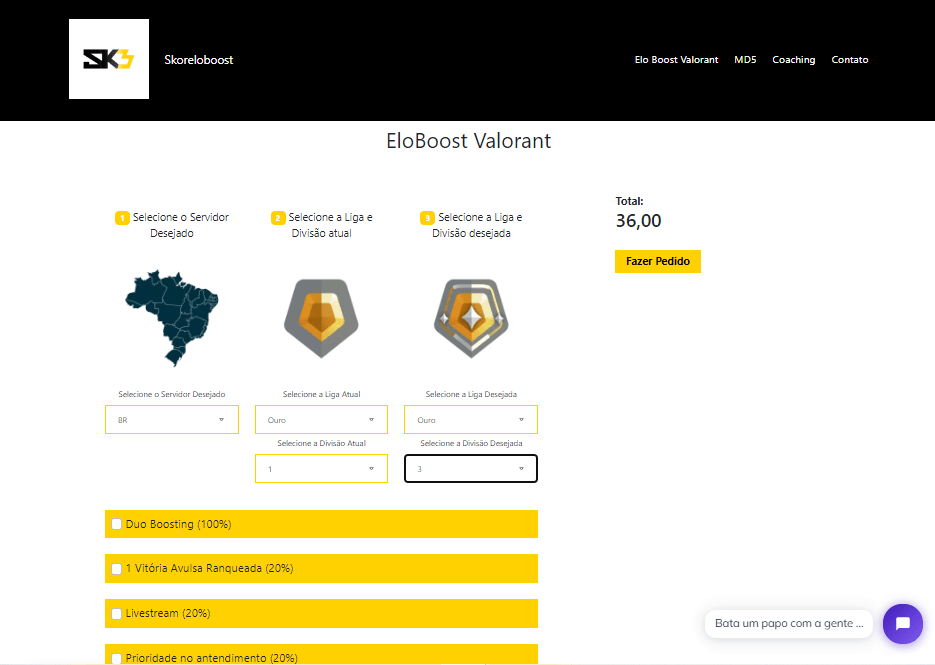 SK3
Skoreloboost
Elo Boost Valorant
MD5
Coaching
Contato
EloBoost Valorant
1 Selecione o Servidor
Desejado
2 Selecione a Liga e
Divisão atual
3 Selecione a Liga e
Divisão desejada
Total:
36,00
Fazer Pedido
Selecione o Servidor Desejado
BR
Selecione a Liga Atual
Ouro
Selecione a Divisão Atual
1
Selecione a Liga Desejada
Ouro
Selecione a Divisão Desejada
3
Duo Boosting (100%)
1 Vitória Avulsa Ranqueada (20%)
Livestream (20%)
Prioridade no antendimento (20%)
Bata um papo com a gente ...